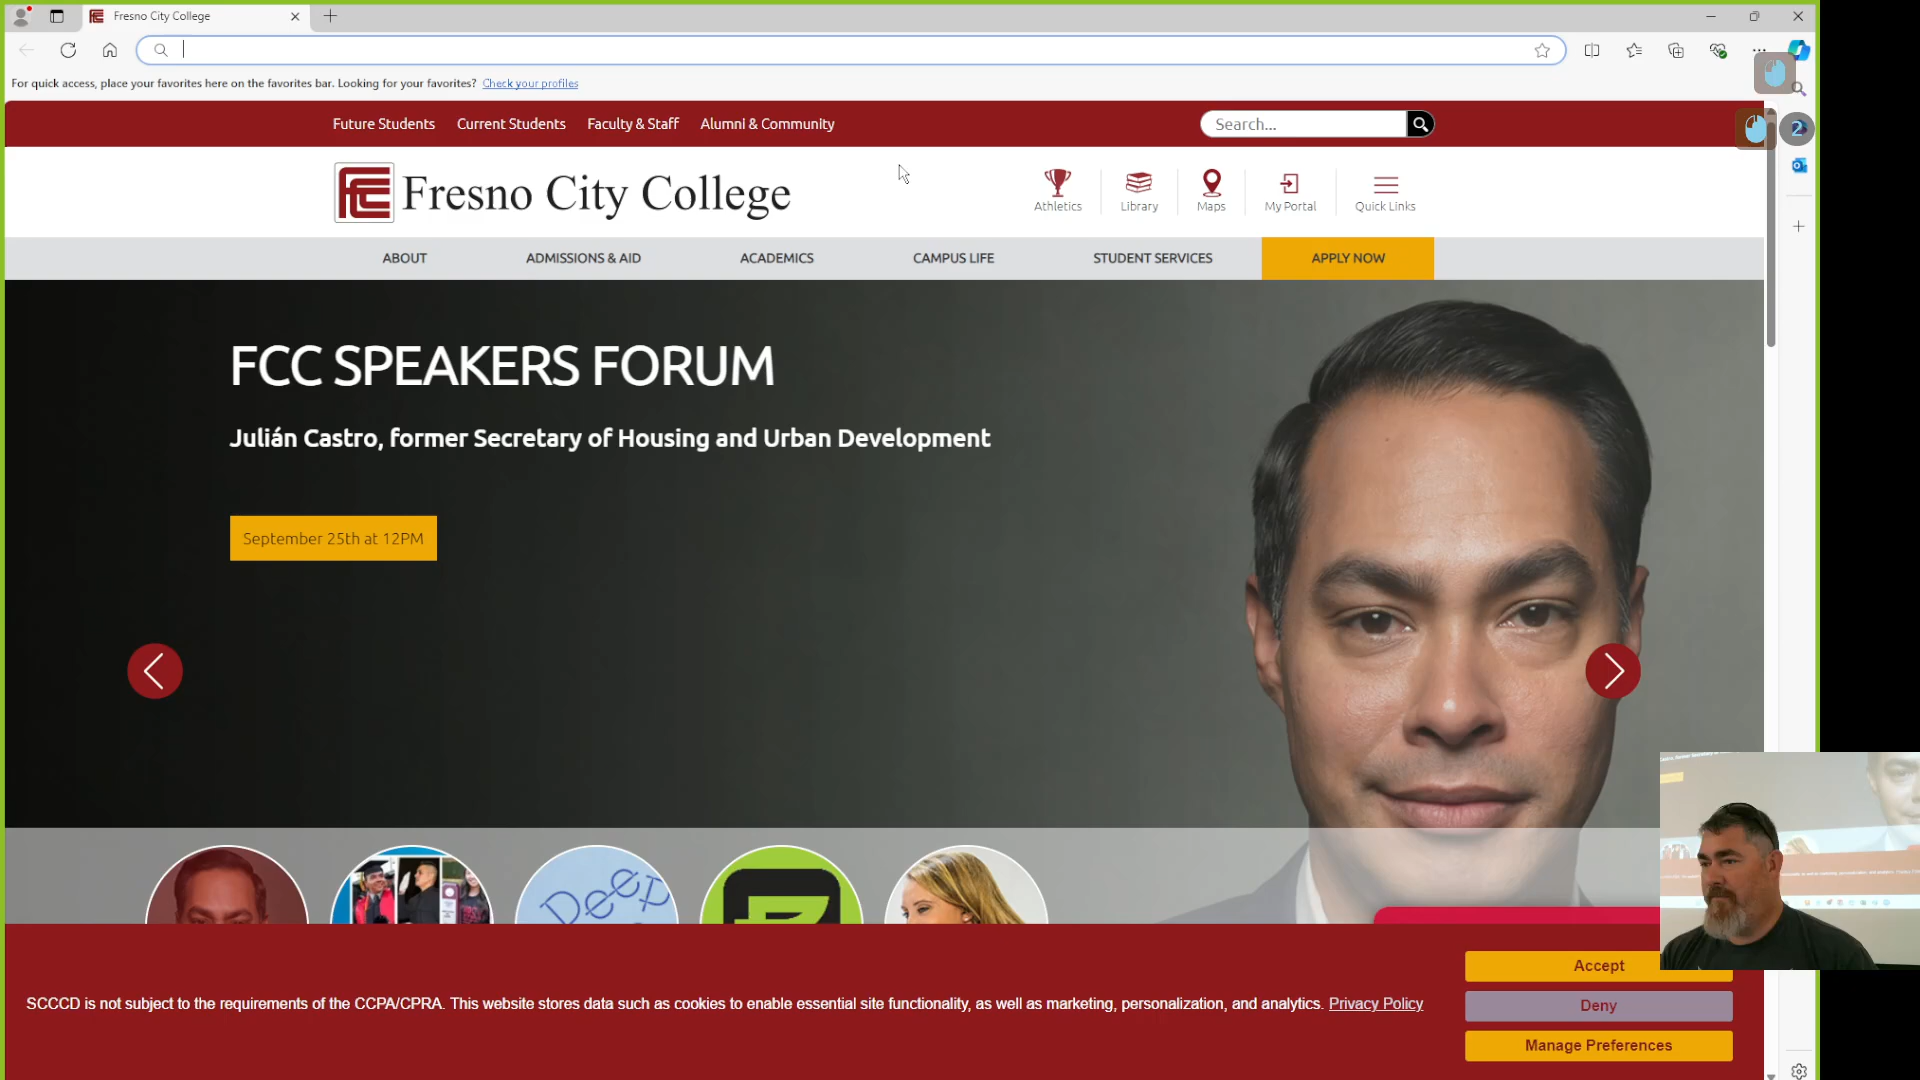 Fresno City College
For quick access, place your favorites here on the favorites bar. Looking for your favorites? Check your profiles
Future Students Current Students Faculty & Staff Alumni & Community
Search...
2
Fresno City College
Athletics Library Maps My Portal Quick Links
ABOUT ADMISSIONS & AID ACADEMICS CAMPUS LIFE STUDENT SERVICES APPLY NOW
FCC SPEAKERS FORUM
Julián Castro, former Secretary of Housing and Urban Development
September 25th at 12PM
Deep
SCCCD is not subject to the requirements of the CCPA/CPRA. This website stores data such as cookies to enable essential site functionality, as well as marketing, personalization, and analytics. Privacy Policy
Accept
Deny
Manage Preferences